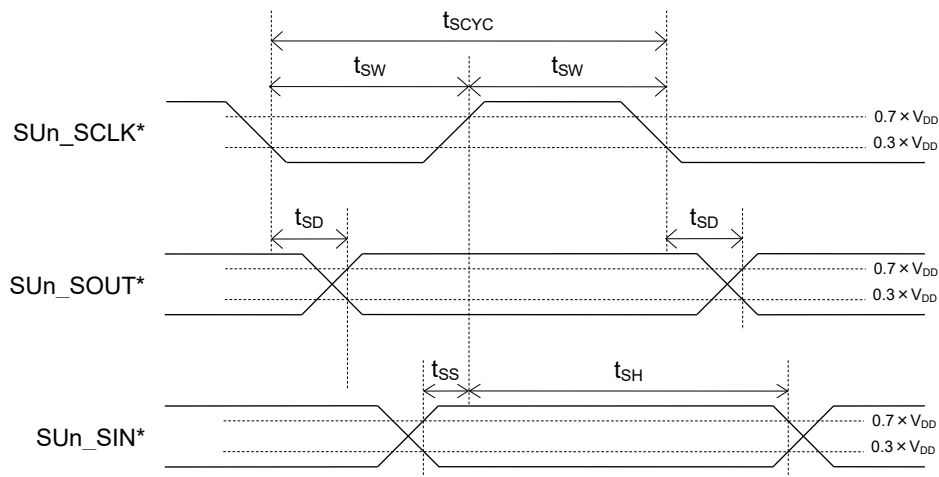 tSCYC
tSW tSW
SUn_SCLK*
0.7 × VDD
0.3 × VDD
tSD tSD
SUn_SOUT*
0.7 × VDD
0.3 × VDD
tSS tSH
SUn_SIN*
0.7 × VDD
0.3 × VDD